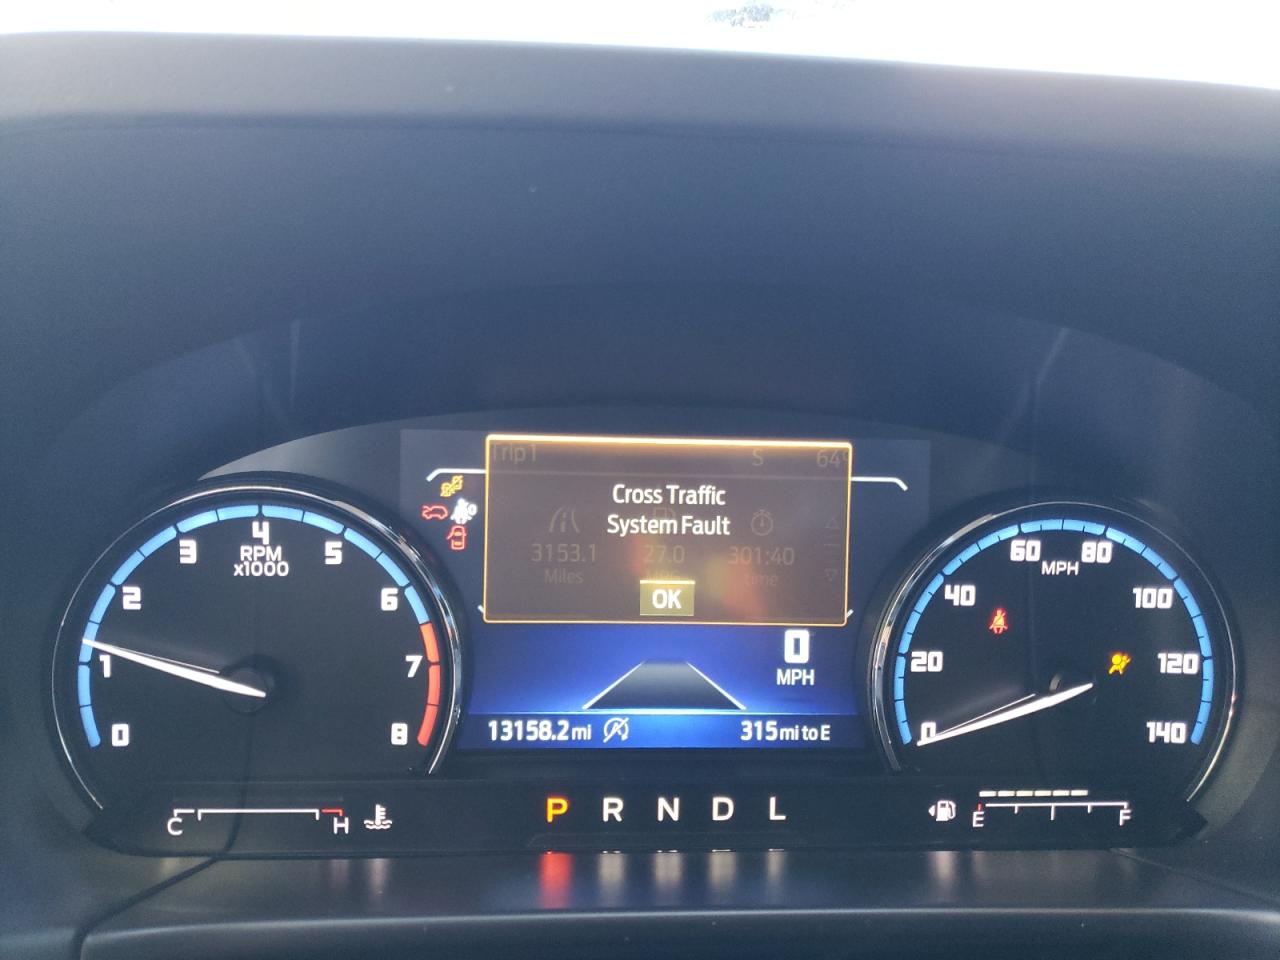 Trip 1
S 64°
Cross Traffic
System Fault
3153.1
27.0
301:40
Miles
time
OK
0
MPH
13158.2 mi
315 mi to E
0
1
2
3
4
5
6
7
8
RPM
x1000
0
20
40
60
80
100
120
140
MPH
C
H
P R N D L
E
F